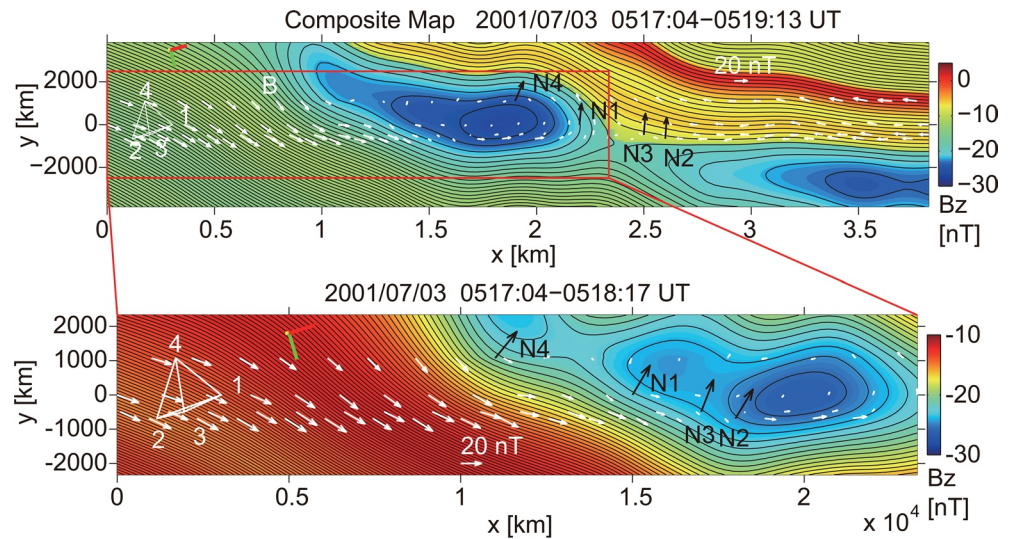 Composite Map 2001/07/03 0517:04−0519:13 UT
y [km]
2000
0
−2000
4
1
2
3
B
N4
N1
N3
N2
20 nT
0
−10
−20
−30
Bz
[nT]
0
0.5
1
1.5
2
2.5
3
3.5
x [km]
2001/07/03 0517:04−0518:17 UT
y [km]
2000
1000
0
-1000
-2000
4
1
2
3
N4
N1
N3
N2
20 nT
-10
-20
-30
Bz
[nT]
0
0.5
1
1.5
2
x 10⁴
x [km]